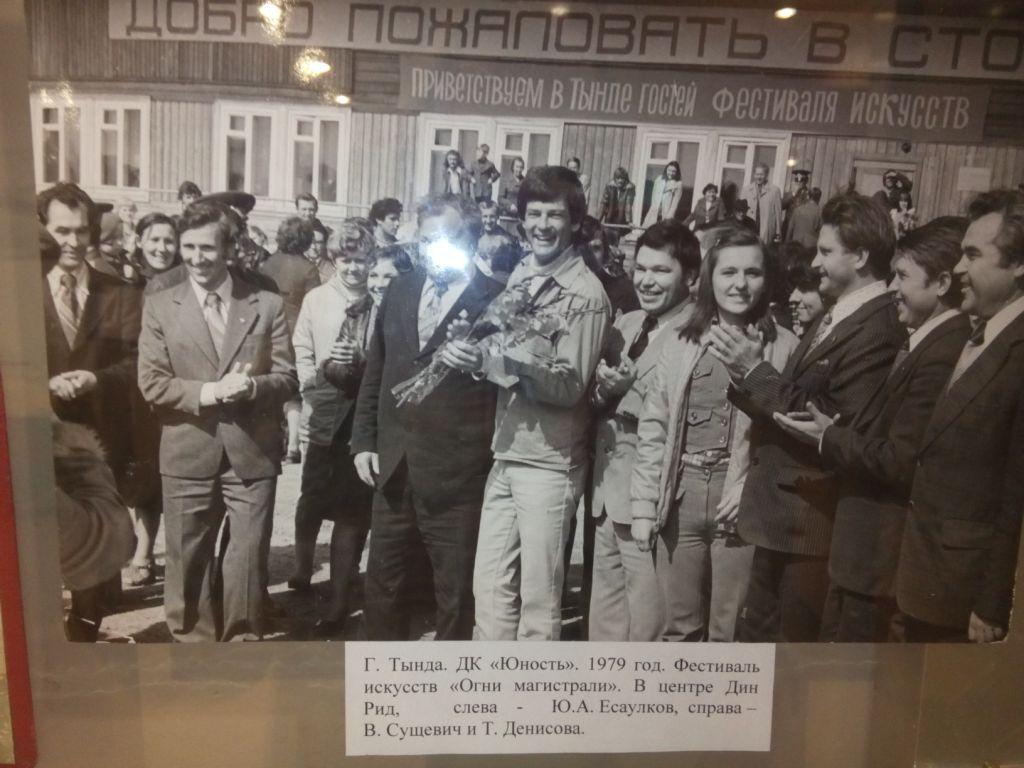 ДОБРО ПОЖАЛОВАТЬ В СТО
ПРИВЕТСТВУЕМ В ТЫНДЕ ГОСТЕЙ ФЕСТИВАЛЯ ИСКУССТВ
Г. Тында. ДК «Юность». 1979 год. Фестиваль
искусств «Огни магистрали». В центре Дин
Рид, слева - Ю.А. Есаулков, справа –
В. Сущевич и Т. Денисова.